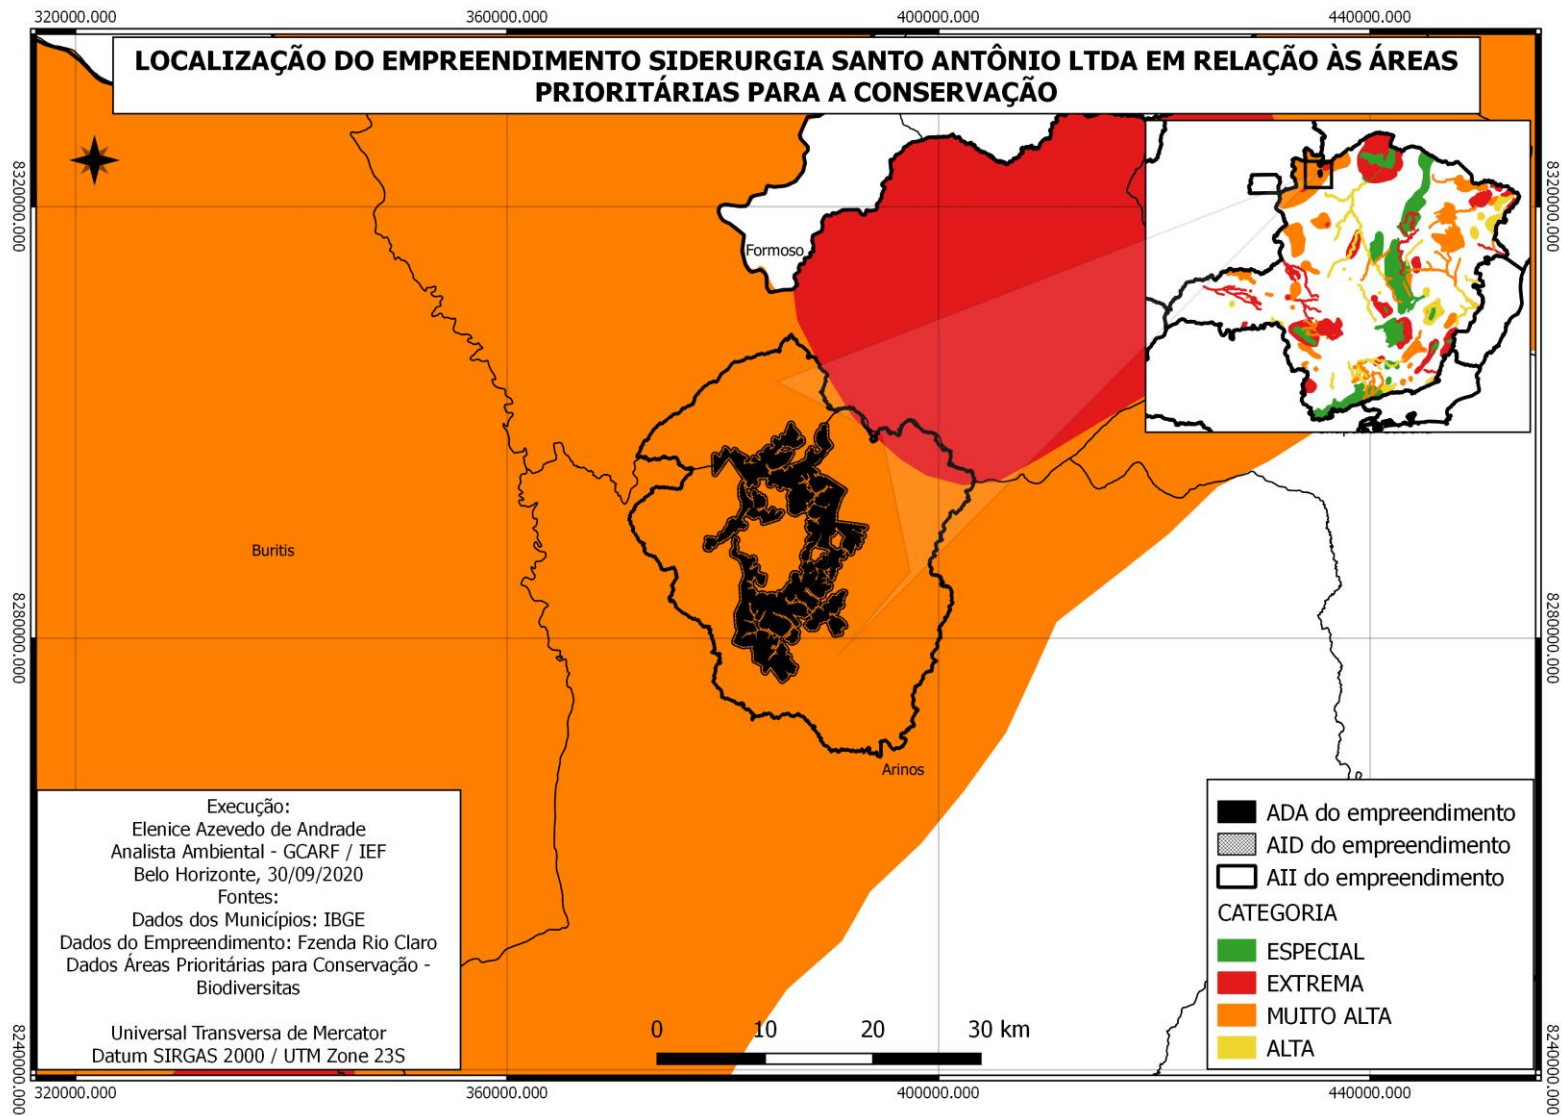 320000.000
360000.000
400000.000
440000.000
LOCALIZAÇÃO DO EMPREENDIMENTO SIDERURGIA SANTO ANTÔNIO LTDA EM RELAÇÃO ÀS ÁREAS
PRIORITÁRIAS PARA A CONSERVAÇÃO
8320000.000
8320000.000
Formoso
Buritis
8280000.000
8280000.000
Arinos
Execução:
Elenice Azevedo de Andrade
Analista Ambiental - GCARF / IEF
Belo Horizonte, 30/09/2020
Fontes:
Dados dos Municípios: IBGE
Dados do Empreendimento: Fzenda Rio Claro
Dados Áreas Prioritárias para Conservação -
Biodiversitas
Universal Transversa de Mercator
Datum SIRGAS 2000 / UTM Zone 23S
0 10 20 30 km
ADA do empreendimento
AID do empreendimento
AII do empreendimento
CATEGORIA
ESPECIAL
EXTREMA
MUITO ALTA
ALTA
8240000.000
8240000.000
320000.000
360000.000
400000.000
440000.000